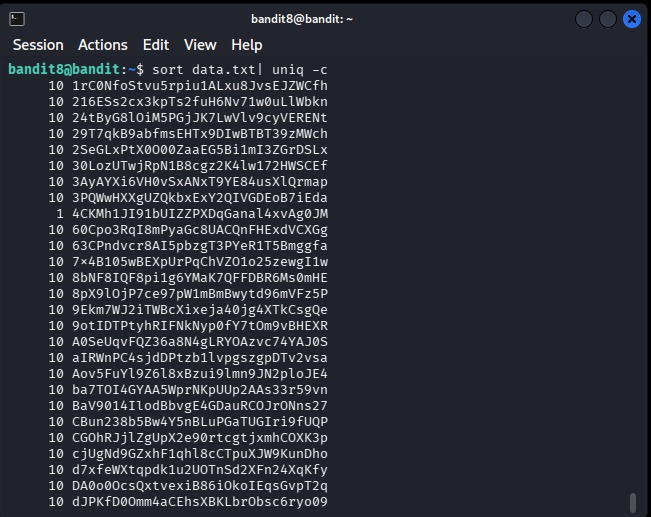 bandit8@bandit: ~
Session Actions Edit View Help
bandit8@bandit:~$ sort data.txt| uniq -c
10 1rC0NfoStvu5rpiu1ALxu8JvsEJZWCfh
10 216ESs2cx3kpTs2fuH6Nv71w0uLlWbkn
10 24tByG8lOiM5PGjJK7LwVlv9cyVERENt
10 29T7qkB9abfmsEHTx9DIwBTBT39zMWch
10 2SeGLxPtX0O00ZaaEG5Bi1mI3ZGrDSLx
10 30LozUTwjRpN1B8cgz2K4lw172HWSCEf
10 3AyAYXi6VH0vSxANxT9YE84usXlQrmap
10 3PQWwHXXgUZQkbxExY2QIVGDEoB7iEda
1 4CKMh1JI91bUIZZPXDqGanal4xvAg0JM
10 60Cpo3RqI8mPyaGc8UACQnFHExdVCXGg
10 63CPndvcr8AI5pbzgT3PYeR1T5Bmggfa
10 7×4B105wBEXpUrPqChVZO1o25zewgI1w
10 8bNF8IQF8pi1g6YMaK7QFFDBR6Ms0mHE
10 8pX9lOjP7ce97pW1mBmBwytd96mVFz5P
10 9Ekm7WJ2iTWBcXixeja40jg4XTkCsgQe
10 9otIDTPtyhRIFNkNyp0fY7tOm9vBHEXR
10 A0SeUqvFQZ36a8N4gLRYOAzvc74YAJ0S
10 aIRWnPC4sjdDPtzb1lvpgszgpDTv2vsa
10 Aov5FuYl9Z6l8xBzui9lmn9JN2ploJE4
10 ba7TOI4GYAA5WprNKpUUp2AAs33r59vn
10 BaV9014IlodBbvgE4GDauRCOJrONns27
10 CBun238b5Bw4Y5nBLuPGaTUGIri9fUQP
10 CGOhRJjlZgUpX2e90rtcgtjxmhCOXK3p
10 cjUgNd9GZxhF1qhl8cCTpuXJW9KunDho
10 d7xfeWXtqpdk1u2UOTnSd2XFn24XqKfy
10 DA0o0OcsQxtvexiB86iOkoIEqsGvpT2q
10 dJPKfD0Omm4aCEhsXBKLbrObsc6ryo09